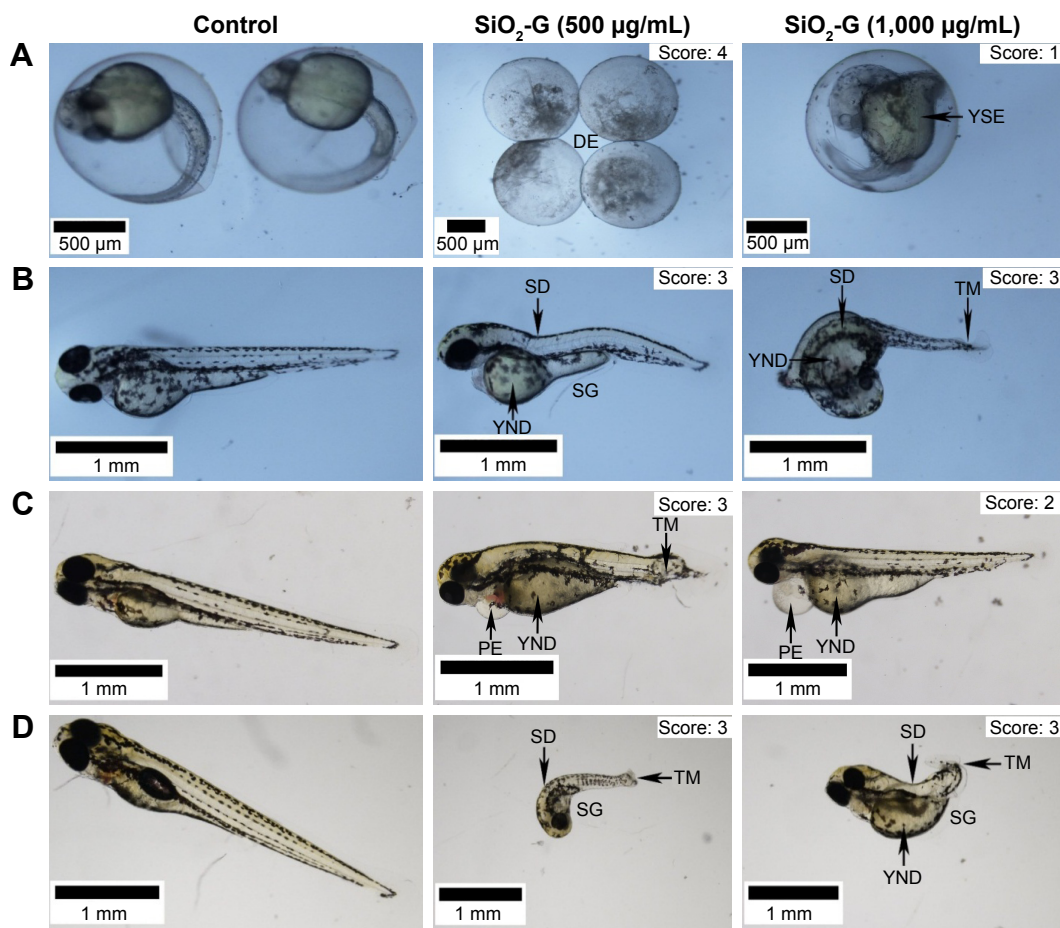 Control
SiO2-G (500 µg/mL)
SiO2-G (1,000 µg/mL)
A
Score: 4
Score: 1
DE
YSE
500 µm
500 µm
500 µm
B
Score: 3
Score: 3
SD
SD
TM
YND
SG
YND
1 mm
1 mm
1 mm
C
Score: 3
Score: 2
TM
PE
YND
PE
YND
1 mm
1 mm
1 mm
D
Score: 3
Score: 3
SD
TM
SG
SD
TM
SG
YND
1 mm
1 mm
1 mm